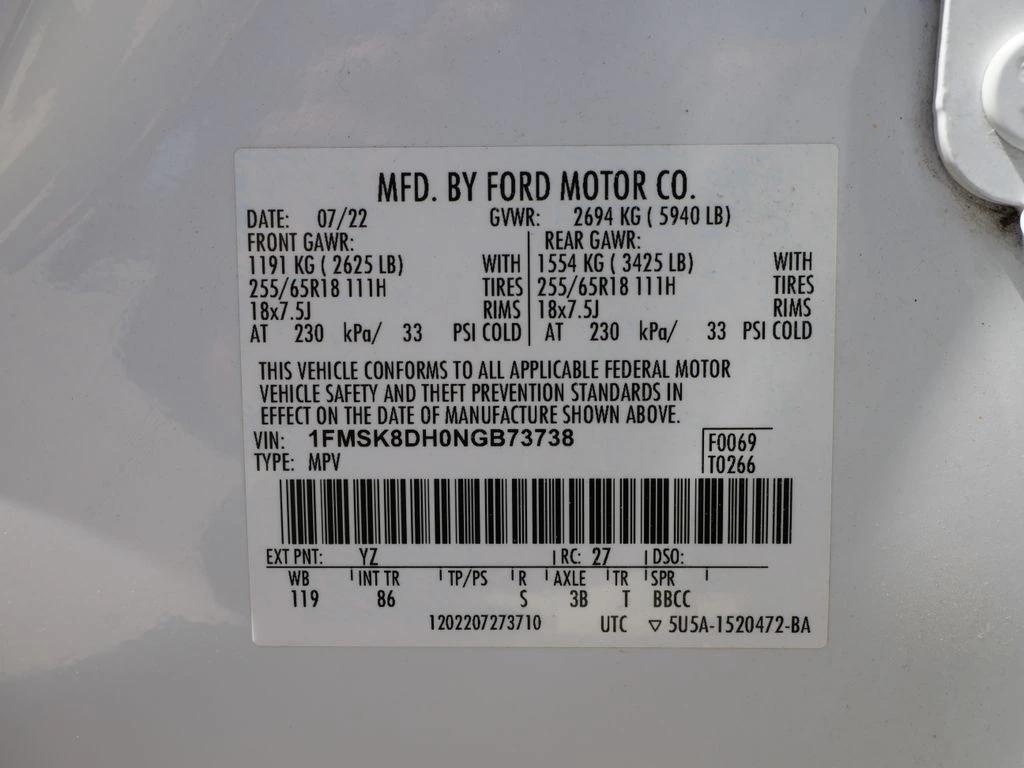 MFD. BY FORD MOTOR CO.
DATE: 07/22 GVWR: 2694 KG ( 5940 LB)
FRONT GAWR: REAR GAWR:
1191 KG ( 2625 LB) WITH 1554 KG ( 3425 LB) WITH
255/65R18 111H TIRES 255/65R18 111H TIRES
18x7.5J RIMS 18x7.5J RIMS
AT 230 kPa/ 33 PSI COLD AT 230 kPa/ 33 PSI COLD
THIS VEHICLE CONFORMS TO ALL APPLICABLE FEDERAL MOTOR
VEHICLE SAFETY AND THEFT PREVENTION STANDARDS IN
EFFECT ON THE DATE OF MANUFACTURE SHOWN ABOVE.
VIN: 1FMSK8DH0NGB73738 F0069
TYPE: MPV T0266
EXT PNT: YZ RC: 27 DSO:
WB INT TR TP/PS R AXLE TR SPR
119 86 S 3B T BBCC
1202207273710 UTC ▽ 5U5A-1520472-BA